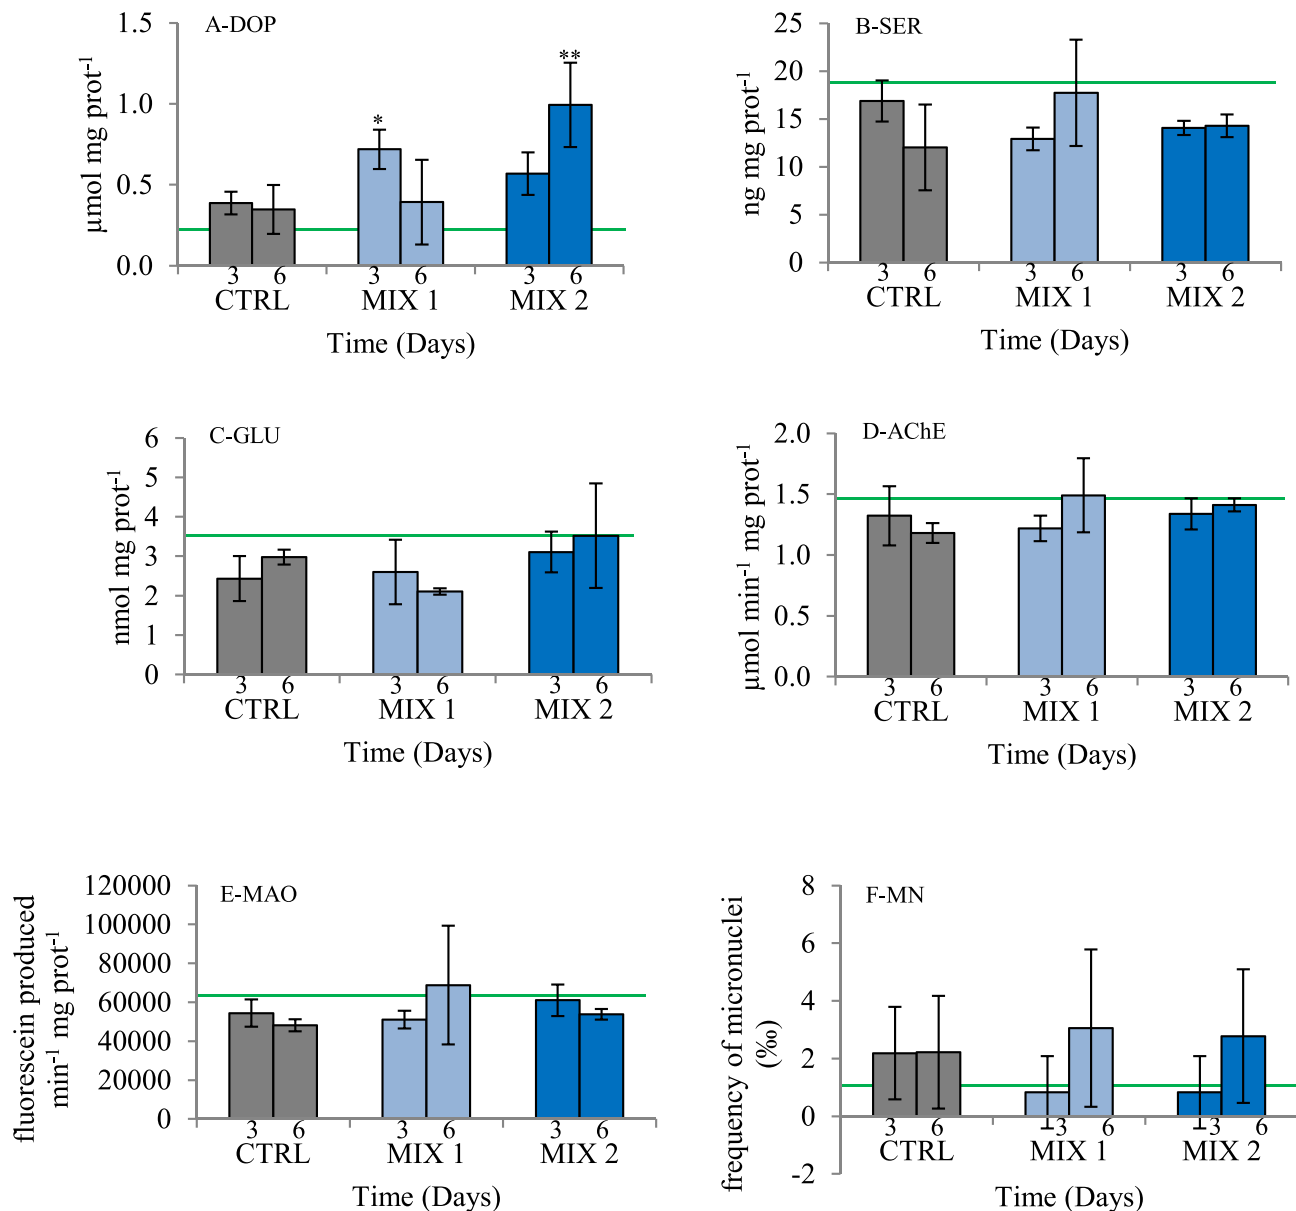 A-DOP
µmol mg prot⁻¹
1.5
1.0
0.5
0.0
*
**
3 6 3 6 3 6
CTRL MIX 1 MIX 2
Time (Days)
B-SER
ng mg prot⁻¹
25
20
15
10
5
0
3 6 3 6 3 6
CTRL MIX 1 MIX 2
Time (Days)
C-GLU
nmol mg prot⁻¹
6
5
4
3
2
1
0
3 6 3 6 3 6
CTRL MIX 1 MIX 2
Time (Days)
D-AChE
µmol min⁻¹ mg prot⁻¹
2.0
1.5
1.0
0.5
0.0
3 6 3 6 3 6
CTRL MIX 1 MIX 2
Time (Days)
E-MAO
fluorescein produced
min⁻¹ mg prot⁻¹
120000
100000
80000
60000
40000
20000
0
3 6 3 6 3 6
CTRL MIX 1 MIX 2
Time (Days)
F-MN
frequency of micronuclei
(‰)
8
6
4
2
0
-2
3 6 3 6 3 6
CTRL MIX 1 MIX 2
Time (Days)